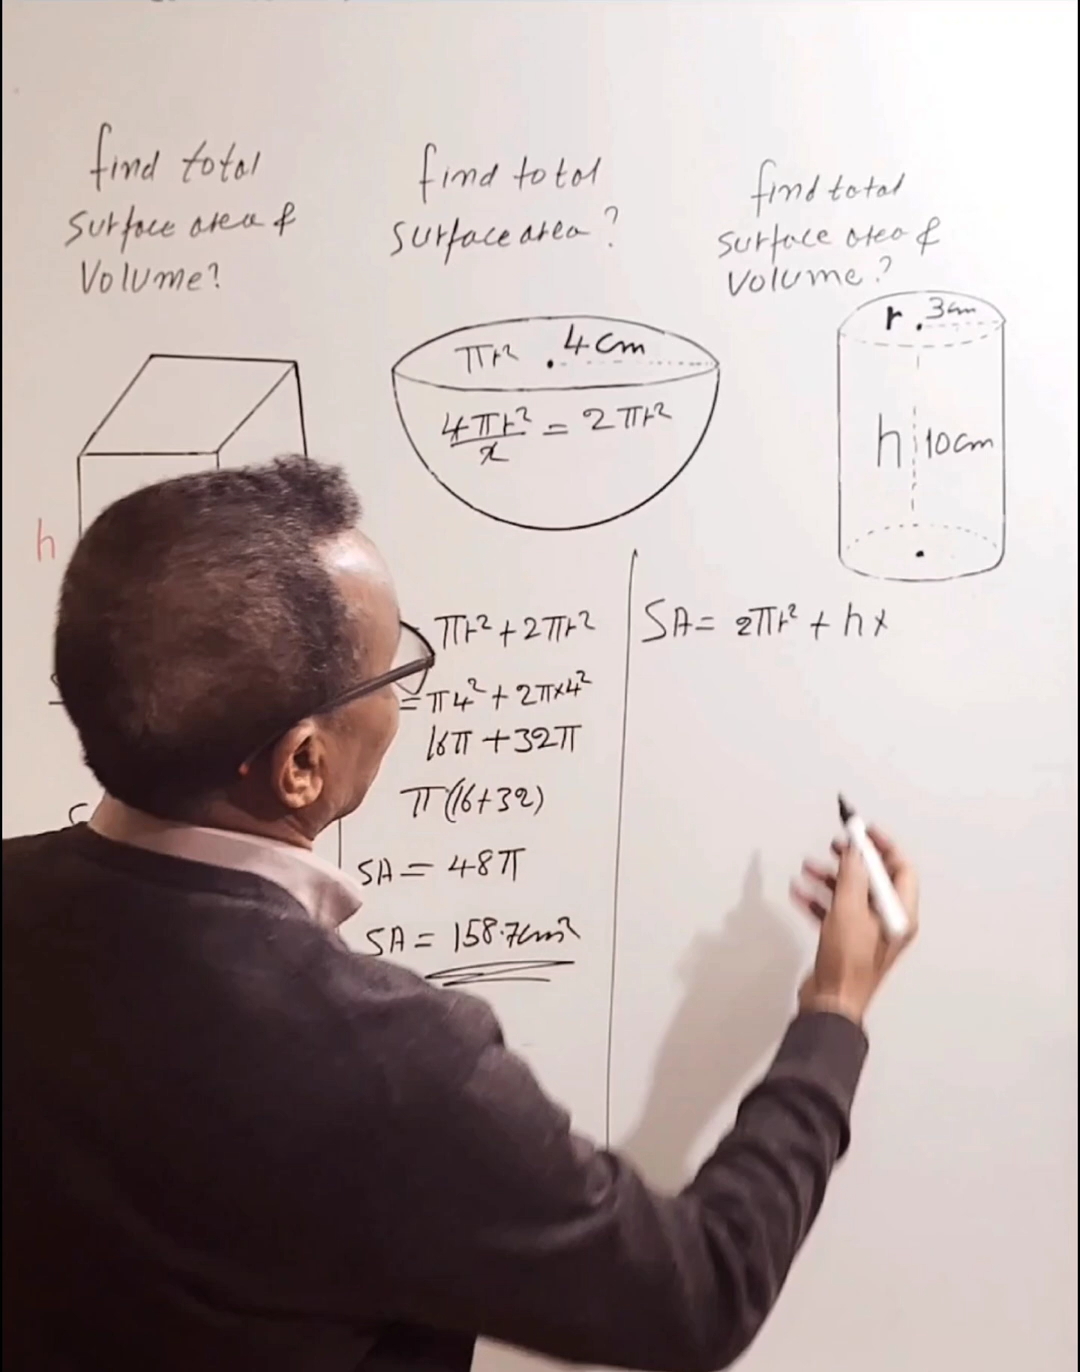 find total
surface area &
Volume?
h
find total
surface area?
πr² 4cm
4πr²/2 = 2πr²
πr² + 2πr²
= π4² + 2π×4²
16π + 32π
π(16+32)
SA = 48π
SA = 158.7cm²
find total
surface area &
volume?
r 3cm
h 10cm
SA = 2πr² + h×